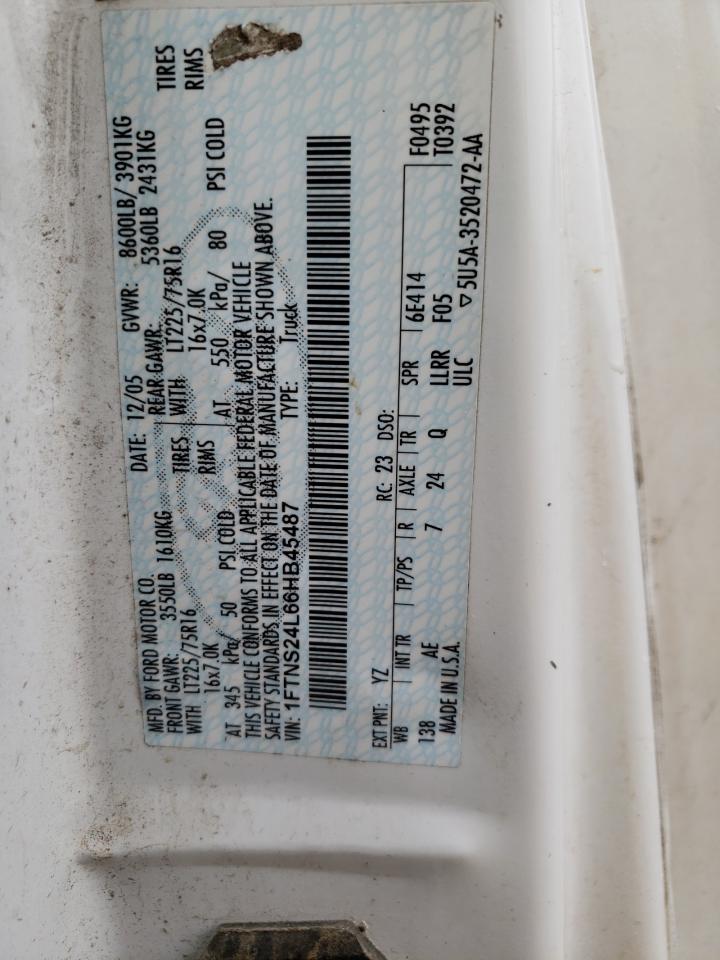 MFD. BY FORD MOTOR CO. DATE: 12/05 GVWR: 8600LB/ 3901KG
FRONT GAWR: 3550LB 1610KG REAR GAWR: 5360LB 2431KG
WITH LT225/75R16 TIRES WITH LT225/75R16 TIRES
16x7.0K RIMS 16x7.0K RIMS
AT 345 kPa/ 50 PSI COLD AT 550 kPa/ 80 PSI COLD
THIS VEHICLE CONFORMS TO ALL APPLICABLE FEDERAL MOTOR VEHICLE
SAFETY STANDARDS IN EFFECT ON THE DATE OF MANUFACTURE SHOWN ABOVE.
VIN: 1FTNS24L66HB45487 TYPE: Truck
EXT PNT: YZ RC: 23 DSO: F0495
WB INT TR TP/PS R AXLE TR SPR 6E414 T0392
138 AE 7 24 Q LLRR F05
MADE IN U.S.A. ULC ▽5U5A-3520472-AA